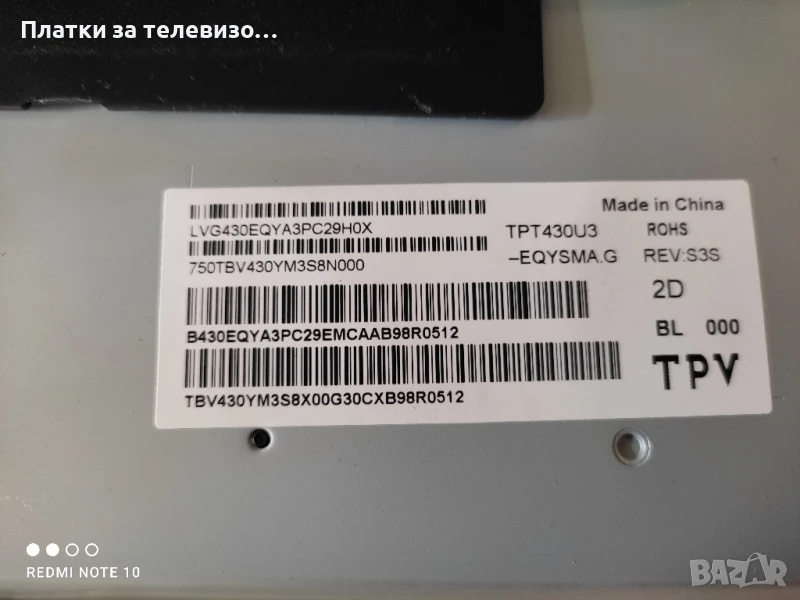 Платки за телевизо...
Made in China
LVG430EQYA3PC29H0X
TPT430U3
ROHS
750TBV430YM3S8N000
-EQYSMA.G
REV:S3S
2D
B430EQYA3PC29EMCAAB98R0512
BL 000
TPV
TBV430YM3S8X00G30CXB98R0512
REDMI NOTE 10
BAZAR